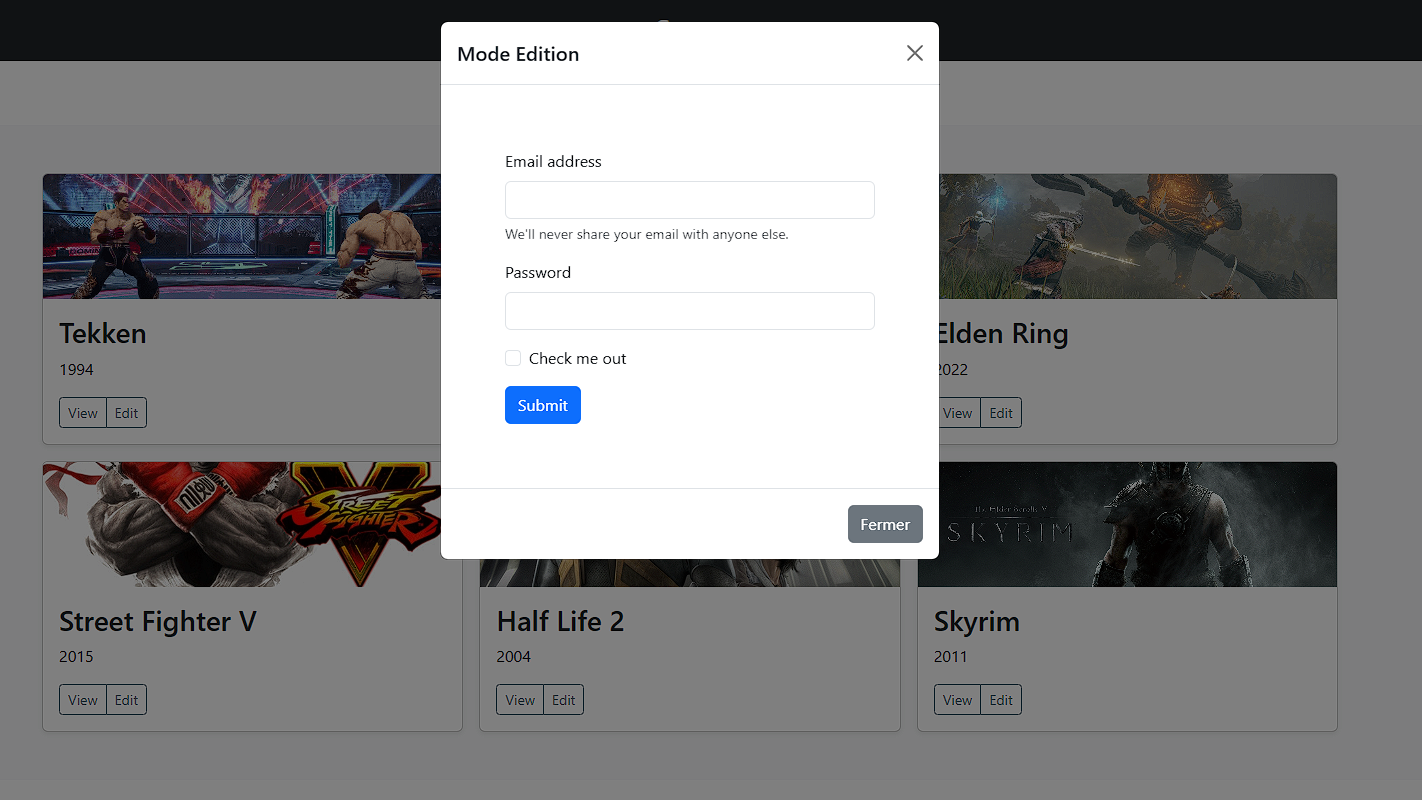 Mode Edition
Email address
We'll never share your email with anyone else.
Password
Check me out
Submit
Fermer
Tekken
1994
View Edit
Elden Ring
2022
View Edit
STREET
FIGHTER
V
The Elder Scrolls V
SKYRIM
Street Fighter V
2015
View Edit
Half Life 2
2004
View Edit
Skyrim
2011
View Edit